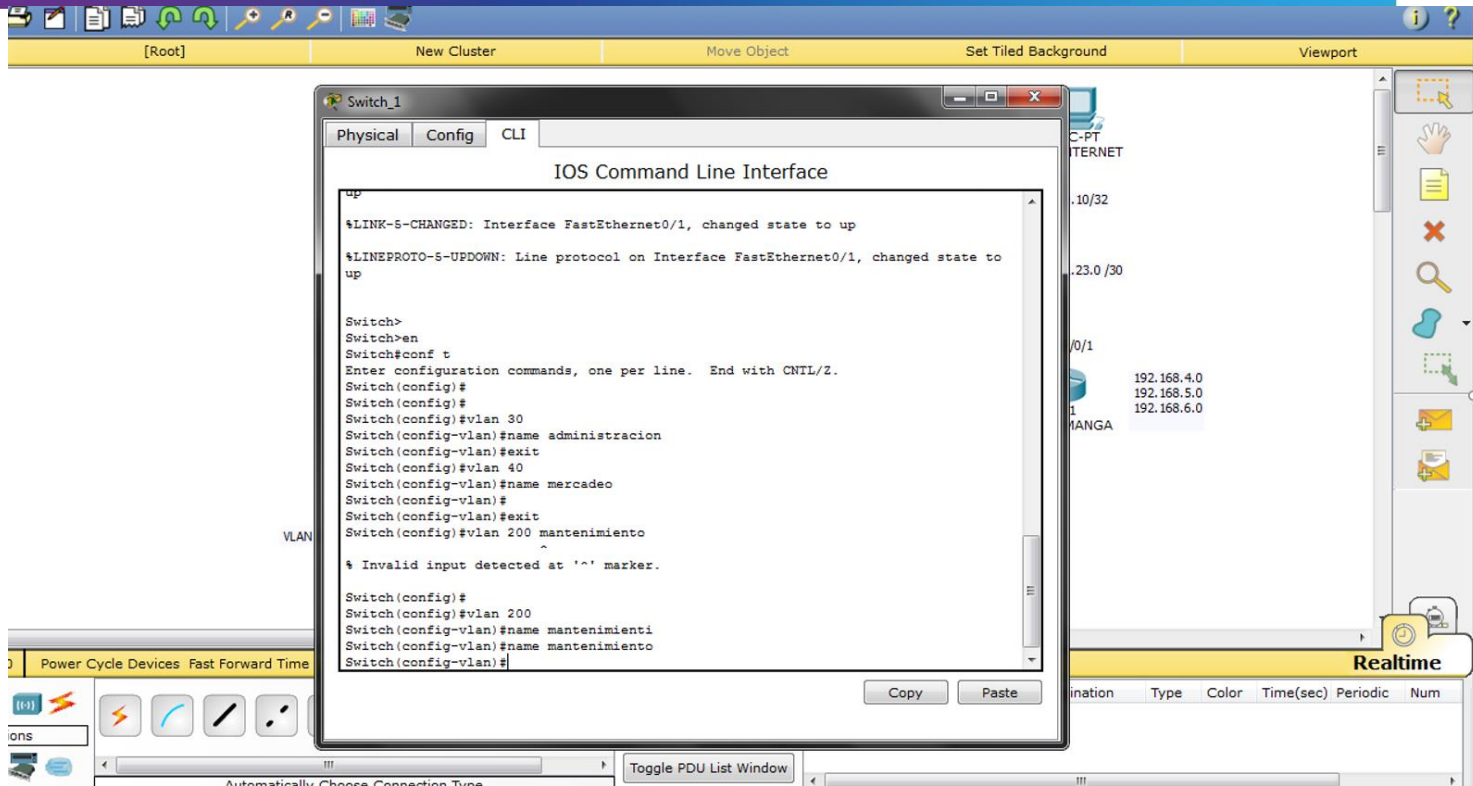 [Root] New Cluster Move Object Set Tiled Background Viewport
Switch_1
Physical Config CLI
IOS Command Line Interface
up
%LINK-5-CHANGED: Interface FastEthernet0/1, changed state to up
%LINEPROTO-5-UPDOWN: Line protocol on Interface FastEthernet0/1, changed state to
up
Switch>
Switch>en
Switch#conf t
Enter configuration commands, one per line.  End with CNTL/Z.
Switch(config)#
Switch(config)#
Switch(config)#vlan 30
Switch(config-vlan)#name administracion
Switch(config-vlan)#exit
Switch(config)#vlan 40
Switch(config-vlan)#name mercadeo
Switch(config-vlan)#
Switch(config-vlan)#exit
Switch(config)#vlan 200 mantenimiento
^
% Invalid input detected at '^' marker.
Switch(config)#
Switch(config)#vlan 200
Switch(config-vlan)#name mantenimienti
Switch(config-vlan)#name mantenimiento
Switch(config-vlan)#
Copy Paste
C-PT
ITERNET
.10/32
.23.0 /30
/0/1
192.168.4.0
192.168.5.0
192.168.6.0
1
MANGA
VLAN
Power Cycle Devices Fast Forward Time
Realtime
ions
Automatically Choose Connection Type
Toggle PDU List Window
ination Type Color Time(sec) Periodic Num